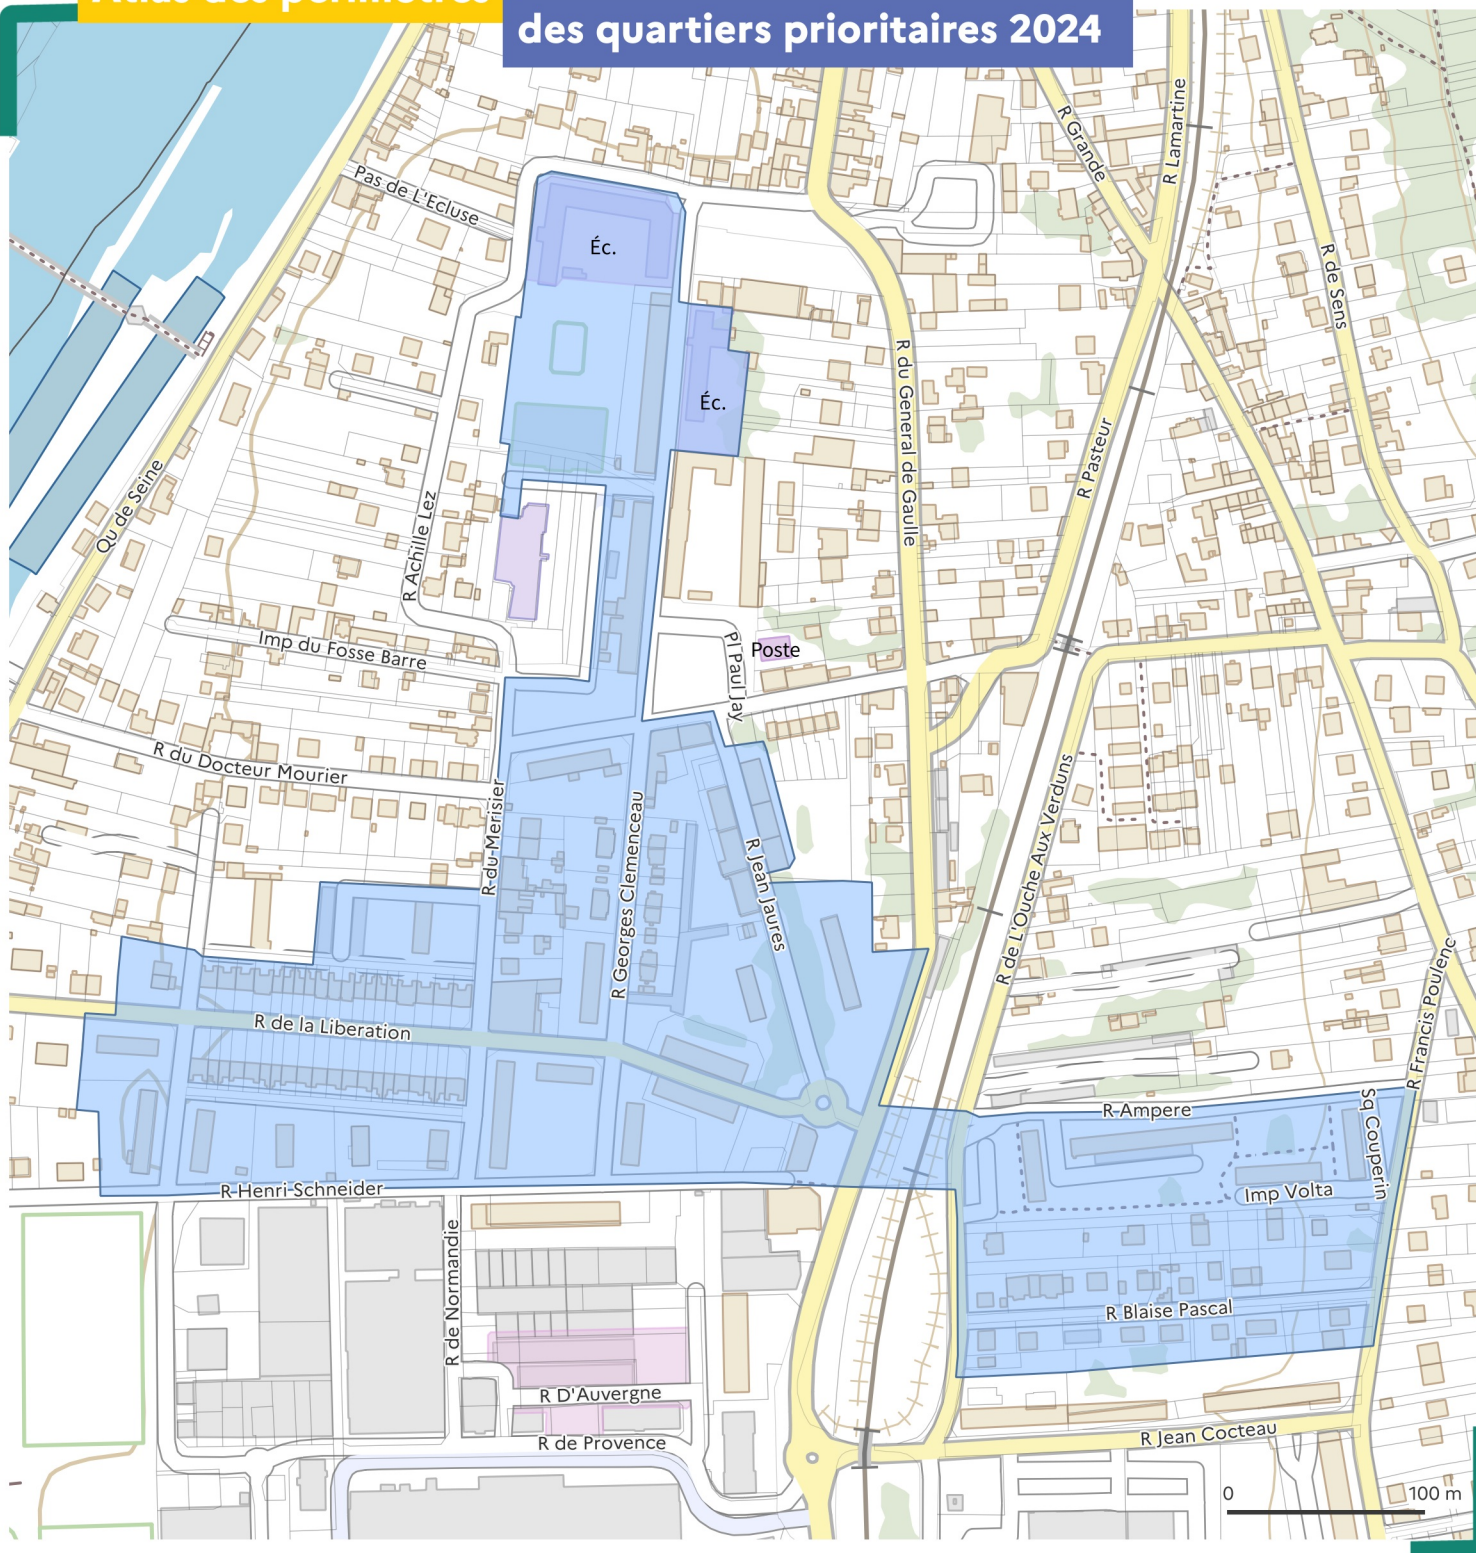 Atlas des périmètres
des quartiers prioritaires 2024
R Lamartine
R Grande
Pas de L'Ecluse
Éc.
R de Sens
R du General de Gaulle
Éc.
R Pasteur
Qu de Seine
R Achille Lez
Imp du Fosse Barre
Pl Paul Jay
Poste
R du Docteur Mourier
R du Merisier
R Georges Clemenceau
R Jean Jaures
R de L'Ouche Aux Verduns
R Francis Poulenc
R de la Liberation
R Ampere
Sq Couperin
R Henri Schneider
Imp Volta
R de Normandie
R Blaise Pascal
R D'Auvergne
R de Provence
R Jean Cocteau
0 100 m